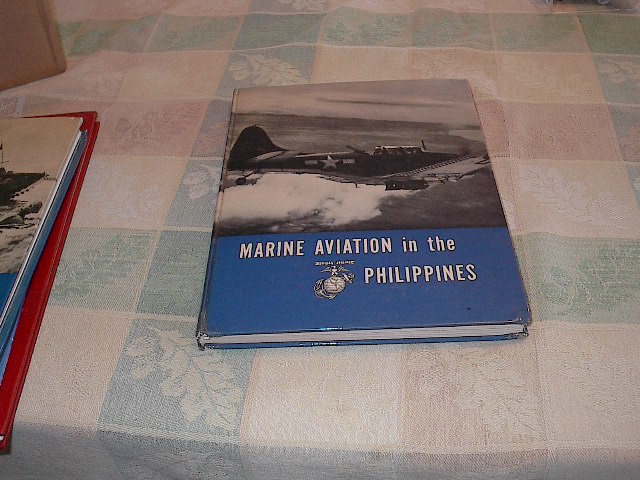 MARINE AVIATION in the
PHILIPPINES